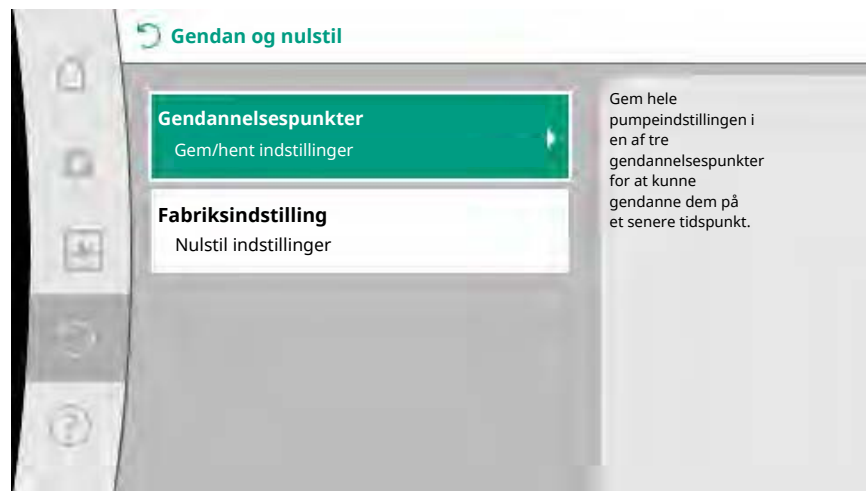 Gendan og nulstil
Gendannelsespunkter
Gem/hent indstillinger
Fabriksindstilling
Nulstil indstillinger
Gem hele
pumpeindstillingen i
en af tre
gendannelsespunkter
for at kunne
gendanne dem på
et senere tidspunkt.